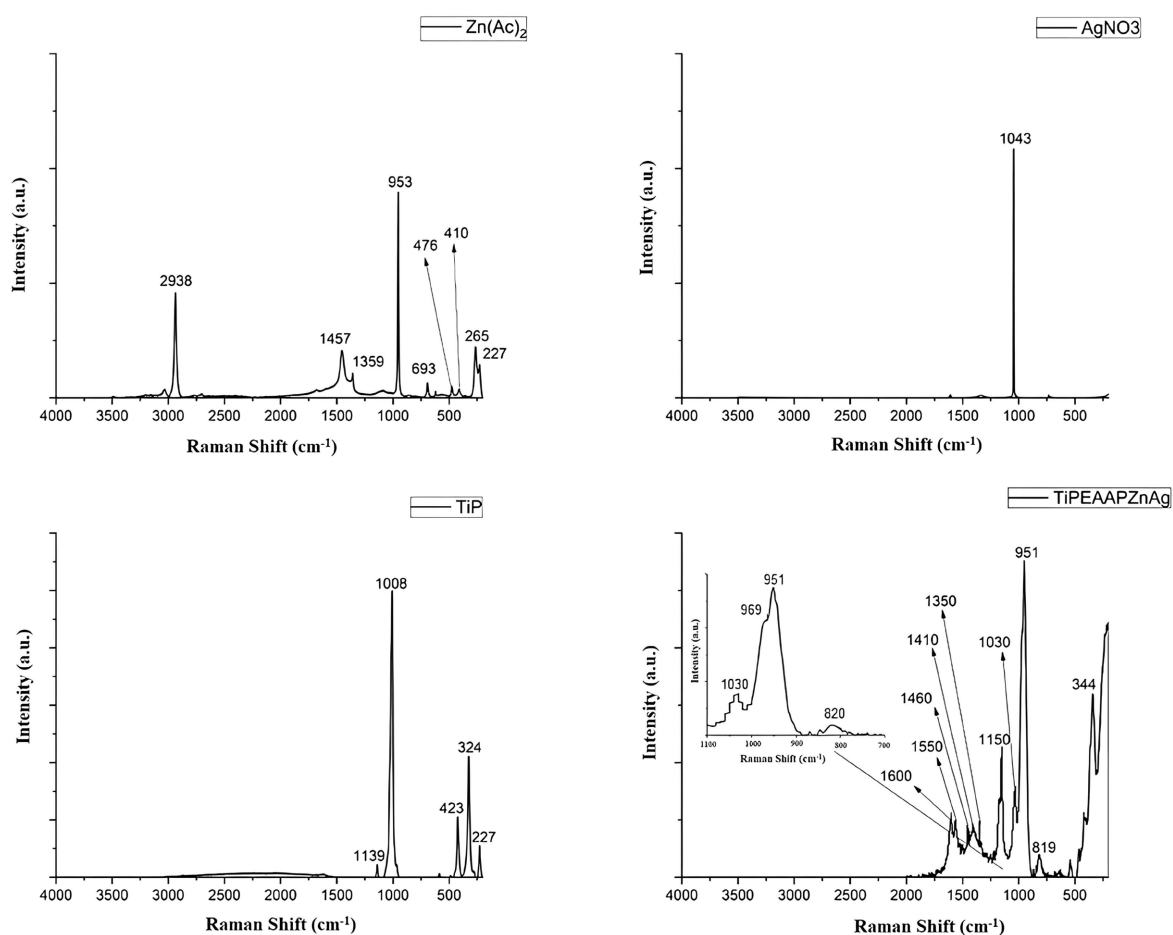 Zn(Ac)2
Intensity (a.u.)
2938
1457
1359
953
693
476
410
265
227
4000 3500 3000 2500 2000 1500 1000 500
Raman Shift (cm-1)
AgNO3
Intensity (a.u.)
1043
4000 3500 3000 2500 2000 1500 1000 500
Raman Shift (cm-1)
TiP
Intensity (a.u.)
1139
1008
423
324
227
4000 3500 3000 2500 2000 1500 1000 500
Raman Shift (cm-1)
TiPEAAPZnAg
Intensity (a.u.)
1600
1550
1460
1410
1350
1150
1030
951
819
344
4000 3500 3000 2500 2000 1500 1000 500
Raman Shift (cm-1)
Intensity (a.u.)
1030
969
951
820
1100 1000 900 800 700
Raman Shift (cm-1)